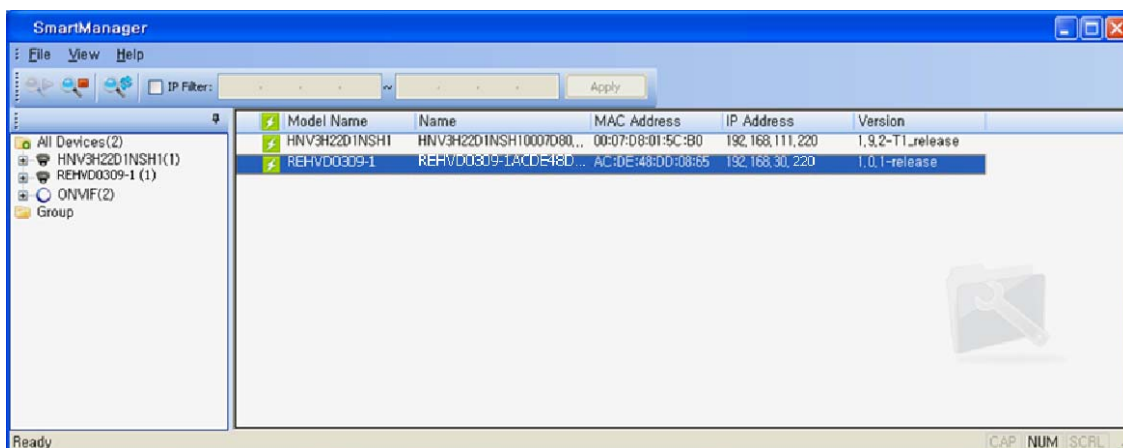 SmartManager
File View Help
IP Filter: . . . ~ . . . Apply
All Devices(2)
HNV3H22D1NSH1(1)
REHVD0309-1 (1)
ONVIF(2)
Group
Model Name Name MAC Address IP Address Version
HNV3H22D1NSH1 HNV3H22D1NSH10007D80... 00:07:D8:01:5C:B0 192,168,111,220 1,9,2-T1_release
REHVD0309-1 REHVD0309-1ACDE48D... AC:DE:48:DD:08:65 192,168,30, 220 1,0,1-release
Ready CAP NUM SCRL